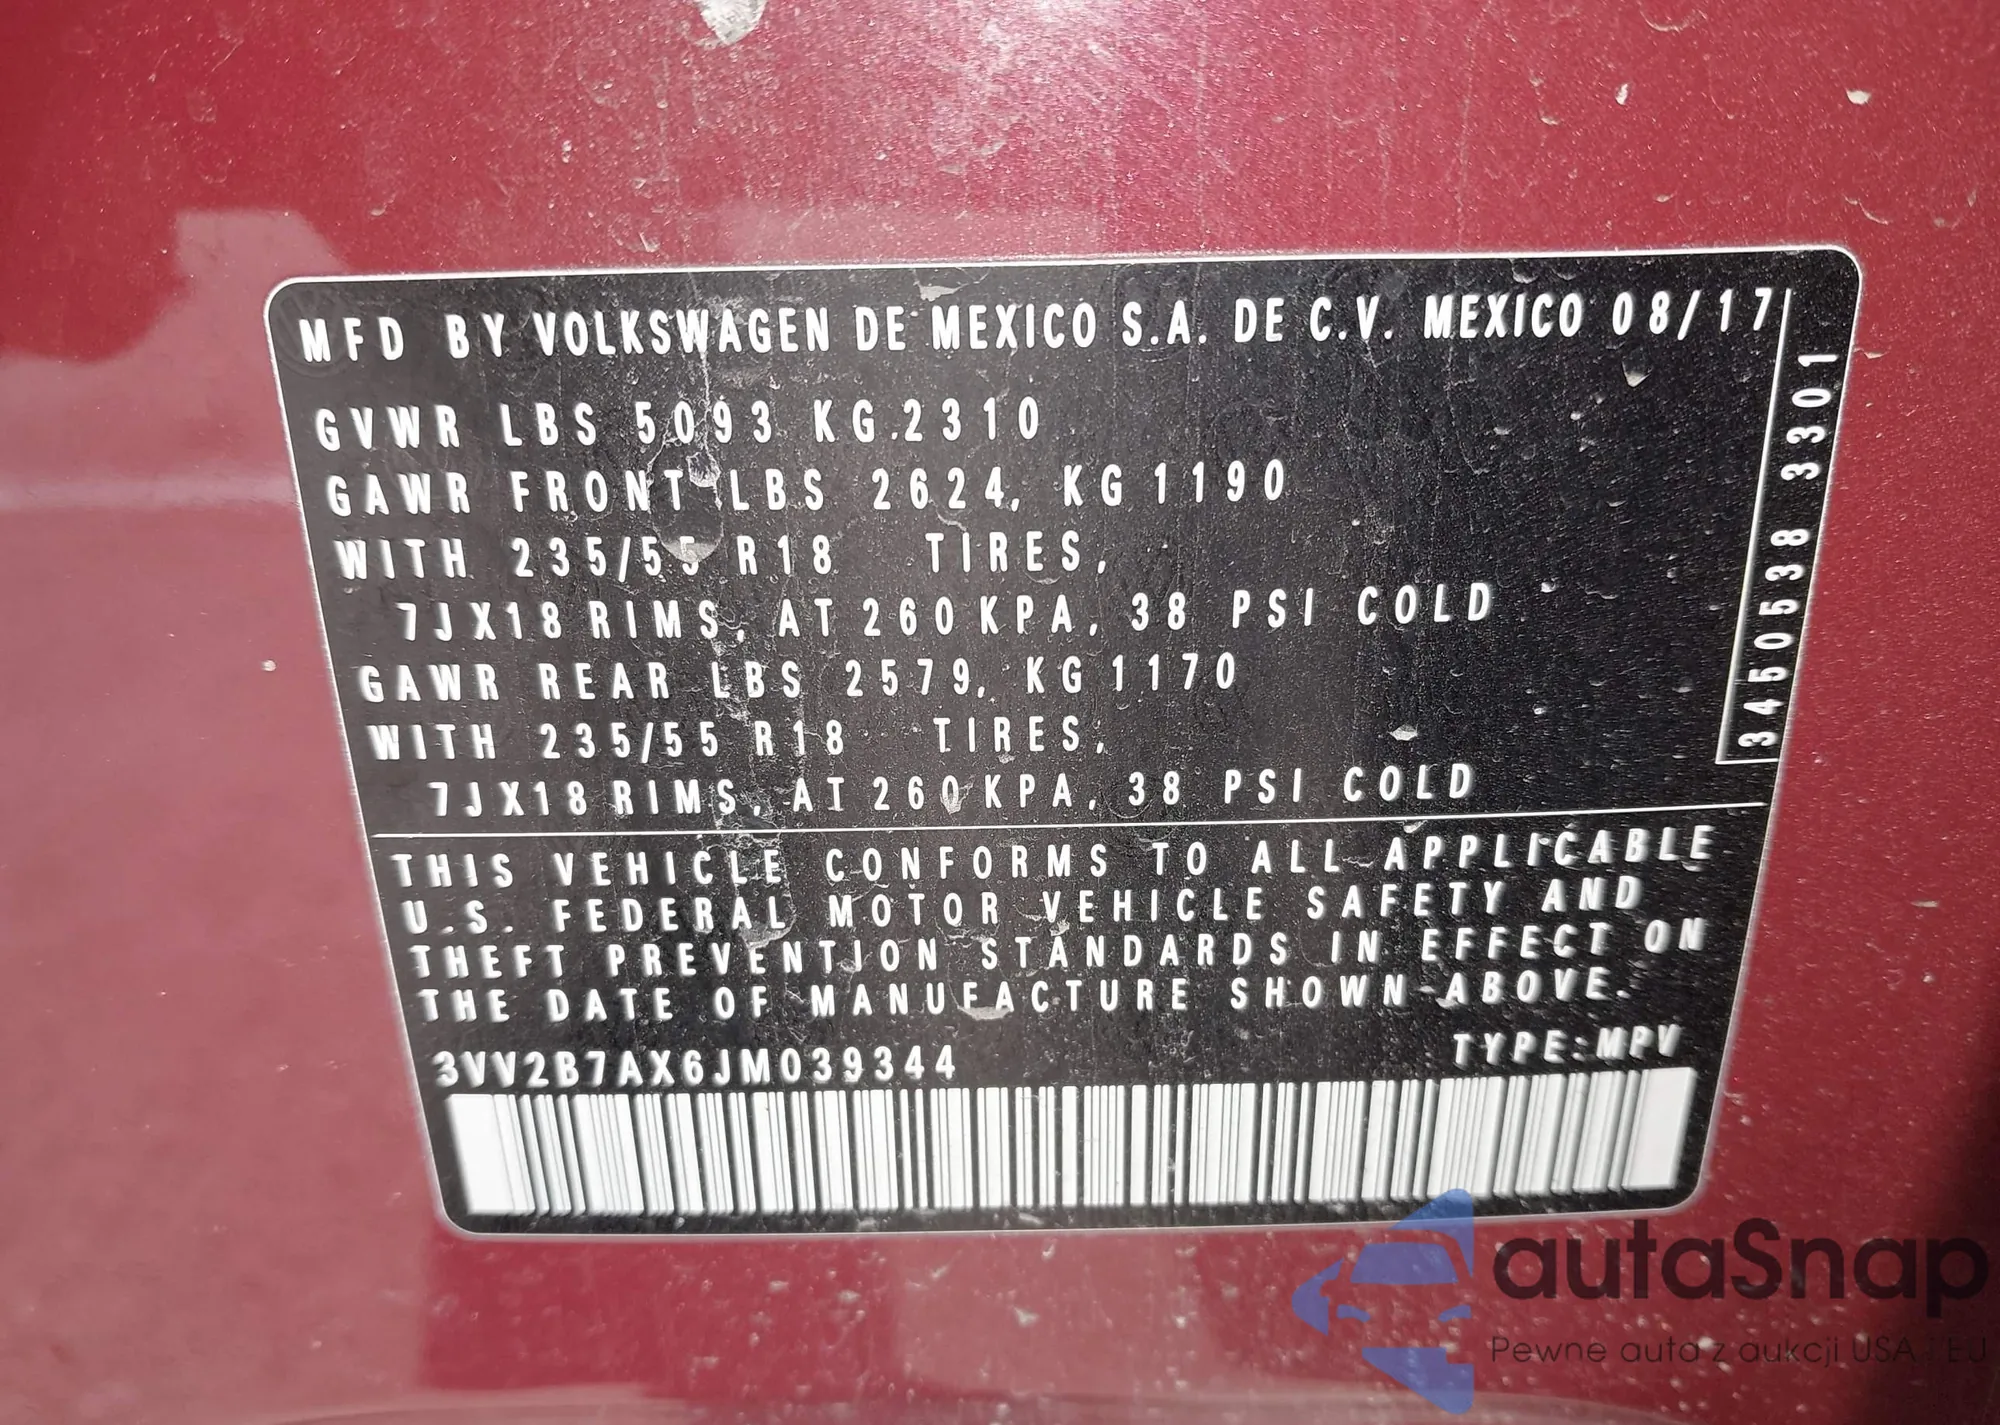 MFD BY VOLKSWAGEN DE MEXICO S.A. DE C.V. MEXICO 08/17
GVWR LBS 5093 KG.2310
GAWR FRONT LBS 2624, KG 1190
WITH 235/55 R18 TIRES,
7JX18 RIMS, AT 260 KPA, 38 PSI COLD
GAWR REAR LBS 2579, KG 1170
WITH 235/55 R18 TIRES,
7JX18 RIMS, AT 260 KPA, 38 PSI COLD
3450538 3301
THIS VEHICLE CONFORMS TO ALL APPLICABLE
U.S. FEDERAL MOTOR VEHICLE SAFETY AND
THEFT PREVENTION STANDARDS IN EFFECT ON
THE DATE OF MANUFACTURE SHOWN ABOVE.
3VV2B7AX6JM039344 TYPE:MPV
autaSnap
Pewne auta z aukcji USA i EU